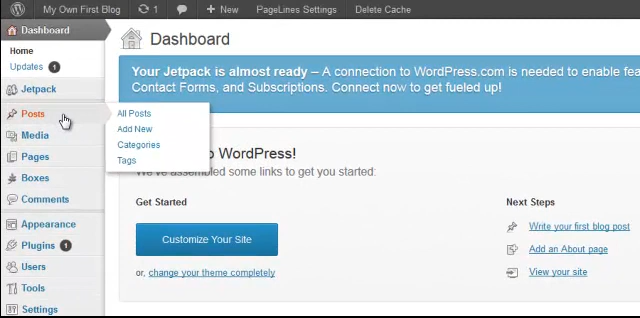 My Own First Blog 1 New PageLines Settings Delete Cache
Dashboard
Home
Updates 1
Jetpack
Posts
Media
Pages
Boxes
Comments
Appearance
Plugins 1
Users
Tools
Settings
All Posts
Add New
Categories
Tags
Dashboard
Your Jetpack is almost ready – A connection to WordPress.com is needed to enable
Contact Forms, and Subscriptions. Connect now to get fueled up!
to WordPress!
We've assembled some links to get you started:
Get Started
Customize Your Site
or, change your theme completely
Next Steps
Write your first blog post
Add an About page
View your site